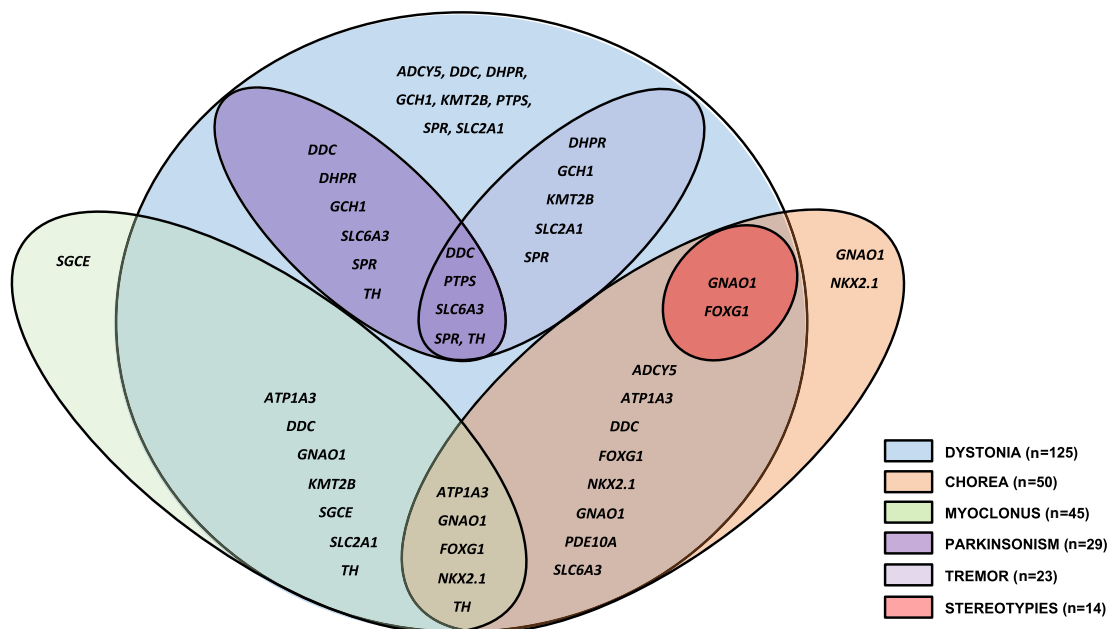 ADCY5, DDC, DHPR,
GCH1, KMT2B, PTPS,
SPR, SLC2A1
DDC
DHPR
GCH1
SLC6A3
SPR
TH
DHPR
GCH1
KMT2B
SLC2A1
SPR
DDC
PTPS
SLC6A3
SPR, TH
SGCE
GNAO1
FOXG1
GNAO1
NKX2.1
ATP1A3
DDC
GNAO1
KMT2B
SGCE
SLC2A1
TH
ATP1A3
GNAO1
FOXG1
NKX2.1
TH
ADCY5
ATP1A3
DDC
FOXG1
NKX2.1
GNAO1
PDE10A
SLC6A3
DYSTONIA (n=125)
CHOREA (n=50)
MYOCLONUS (n=45)
PARKINSONISM (n=29)
TREMOR (n=23)
STEREOTYPIES (n=14)